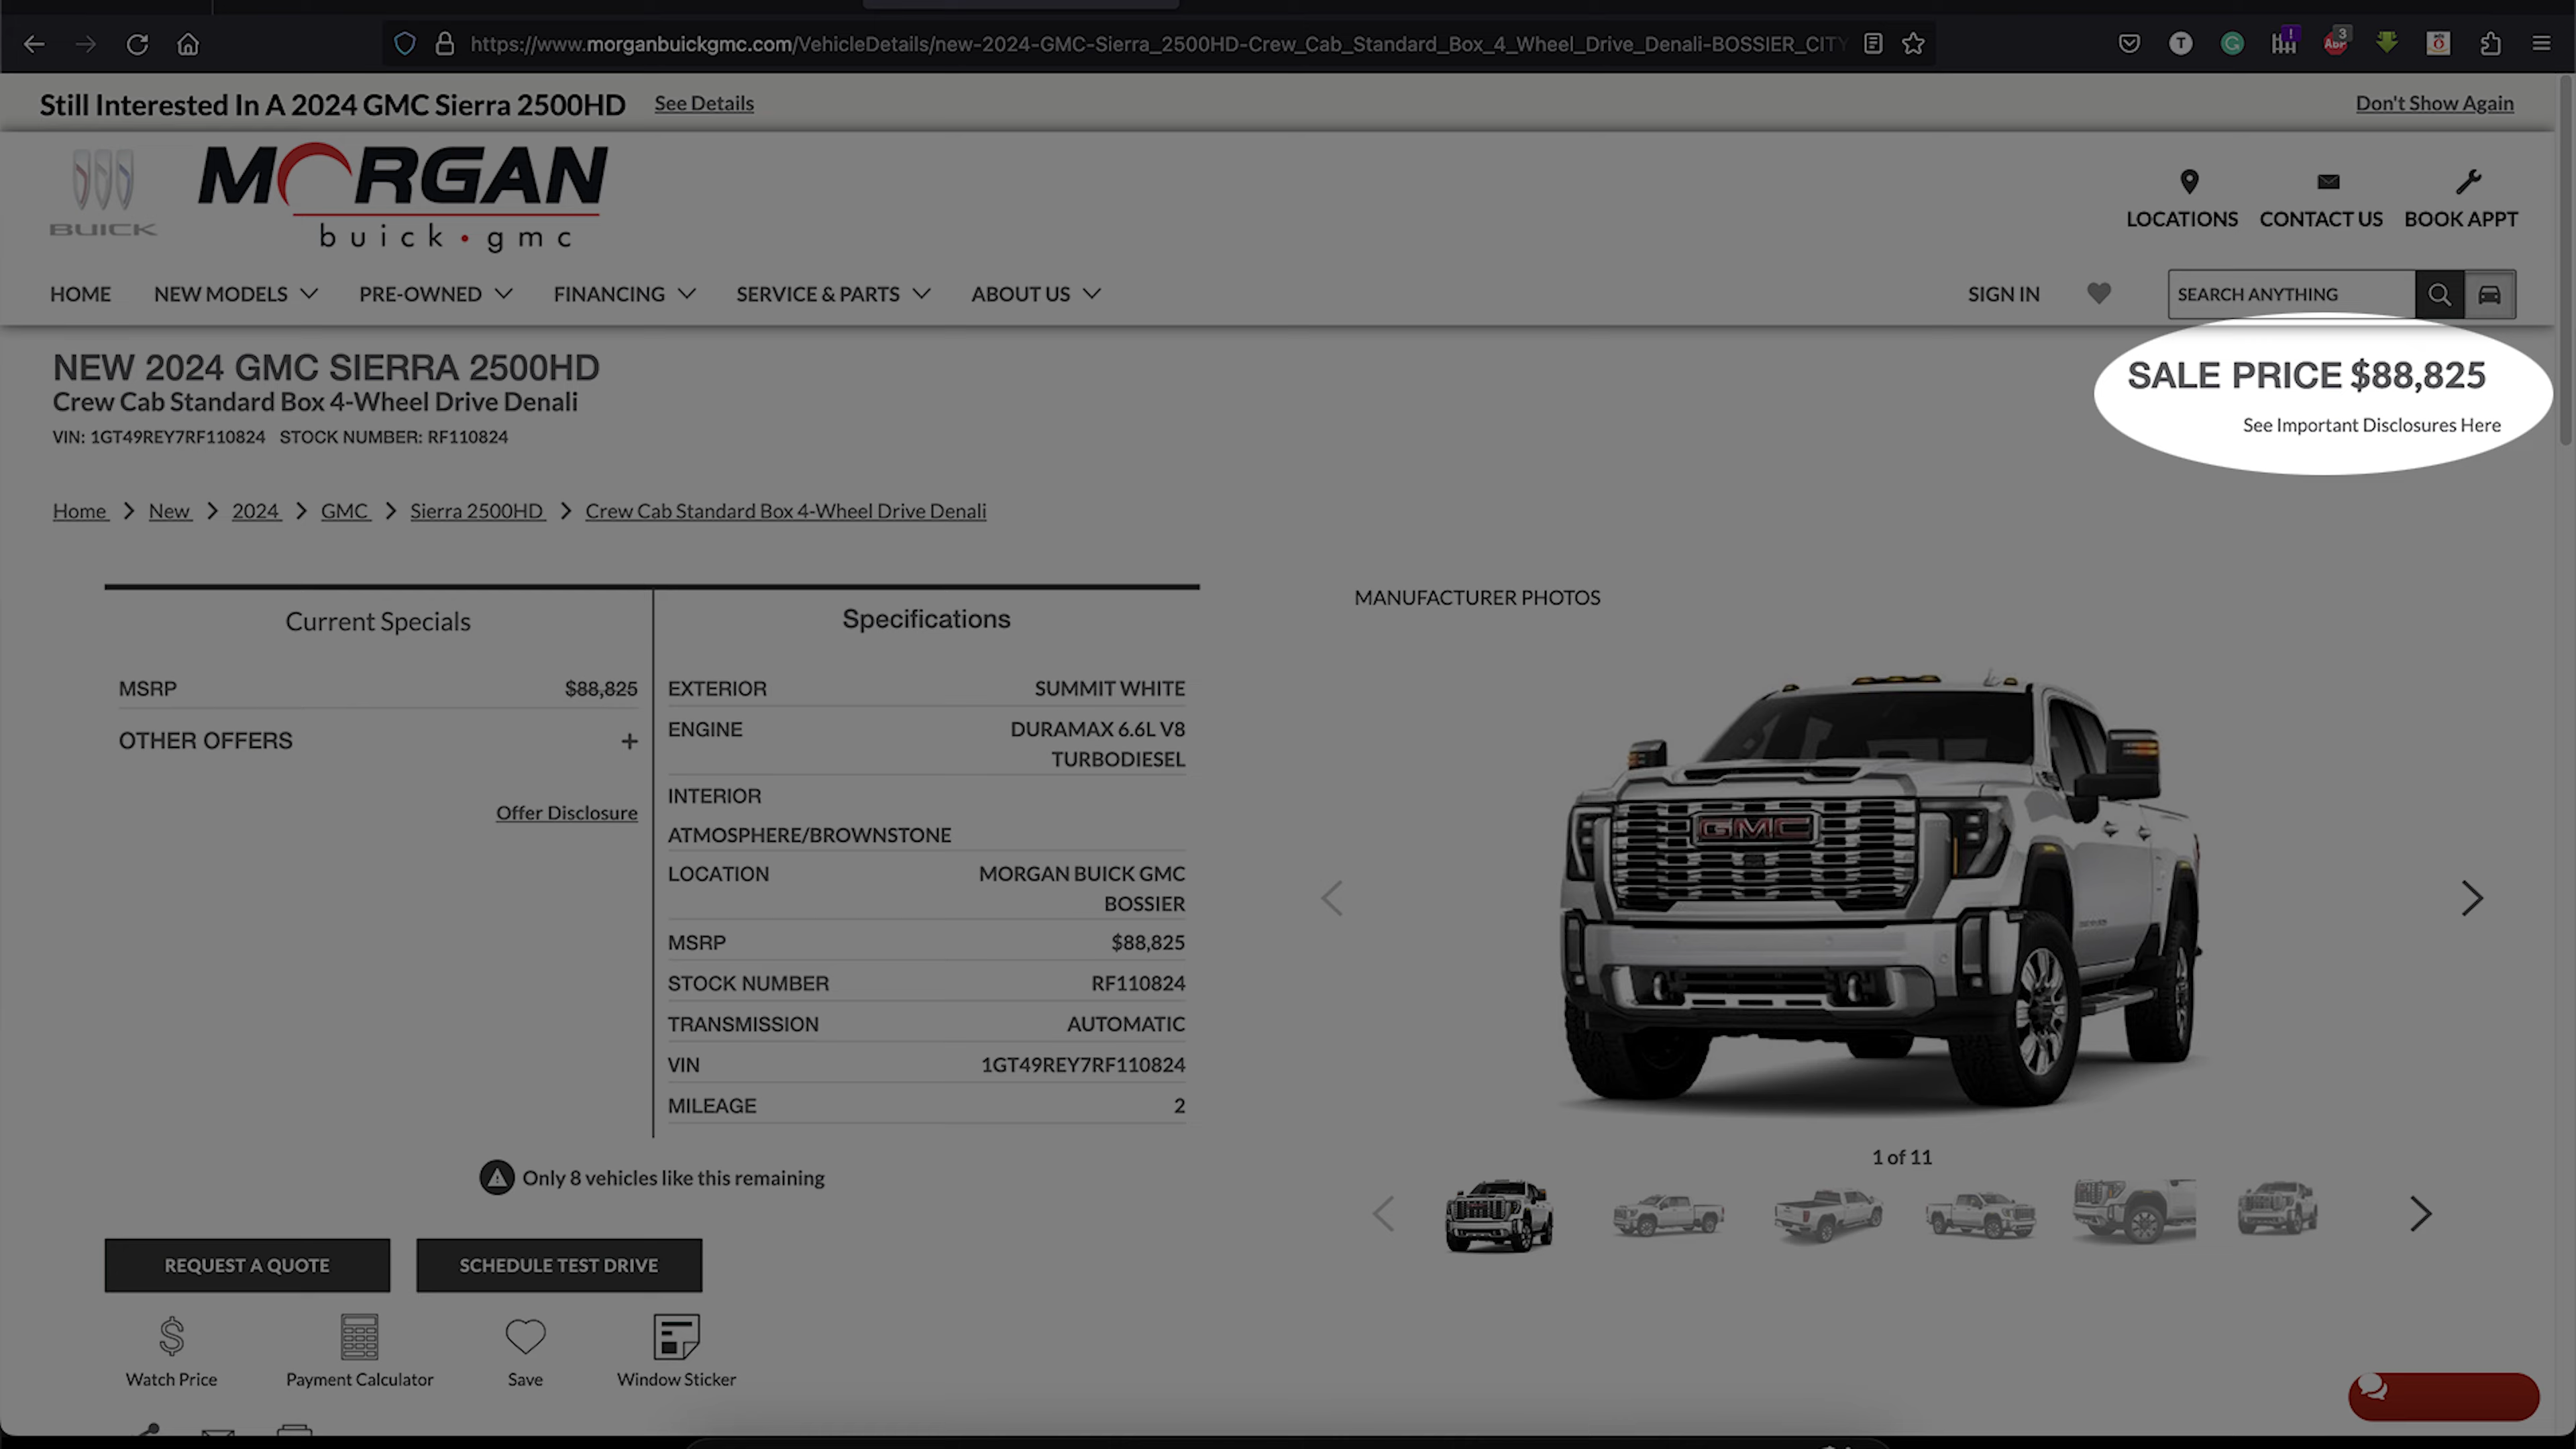 https://www.morganbuickgmc.com/VehicleDetails/new-2024-GMC-Sierra_2500HD-Crew_Cab_Standard_Box_4_Wheel_Drive_Denali-BOSSIER_CITY
Still Interested In A 2024 GMC Sierra 2500HD See Details Don't Show Again
BUICK
MORGAN
buick•gmc
LOCATIONS CONTACT US BOOK APPT
HOME NEW MODELS PRE-OWNED FINANCING SERVICE & PARTS ABOUT US SIGN IN SEARCH ANYTHING
NEW 2024 GMC SIERRA 2500HD
Crew Cab Standard Box 4-Wheel Drive Denali
VIN: 1GT49REY7RF110824 STOCK NUMBER: RF110824
SALE PRICE $88,825
See Important Disclosures Here
Home New 2024 GMC Sierra 2500HD Crew Cab Standard Box 4-Wheel Drive Denali
Current Specials
MSRP $88,825
OTHER OFFERS +
Offer Disclosure
Specifications
EXTERIOR SUMMIT WHITE
ENGINE DURAMAX 6.6L V8
TURBODIESEL
INTERIOR
ATMOSPHERE/BROWNSTONE
LOCATION MORGAN BUICK GMC
BOSSIER
MSRP $88,825
STOCK NUMBER RF110824
TRANSMISSION AUTOMATIC
VIN 1GT49REY7RF110824
MILEAGE 2
MANUFACTURER PHOTOS
GMC
1 of 11
Only 8 vehicles like this remaining
REQUEST A QUOTE SCHEDULE TEST DRIVE
Watch Price Payment Calculator Save Window Sticker